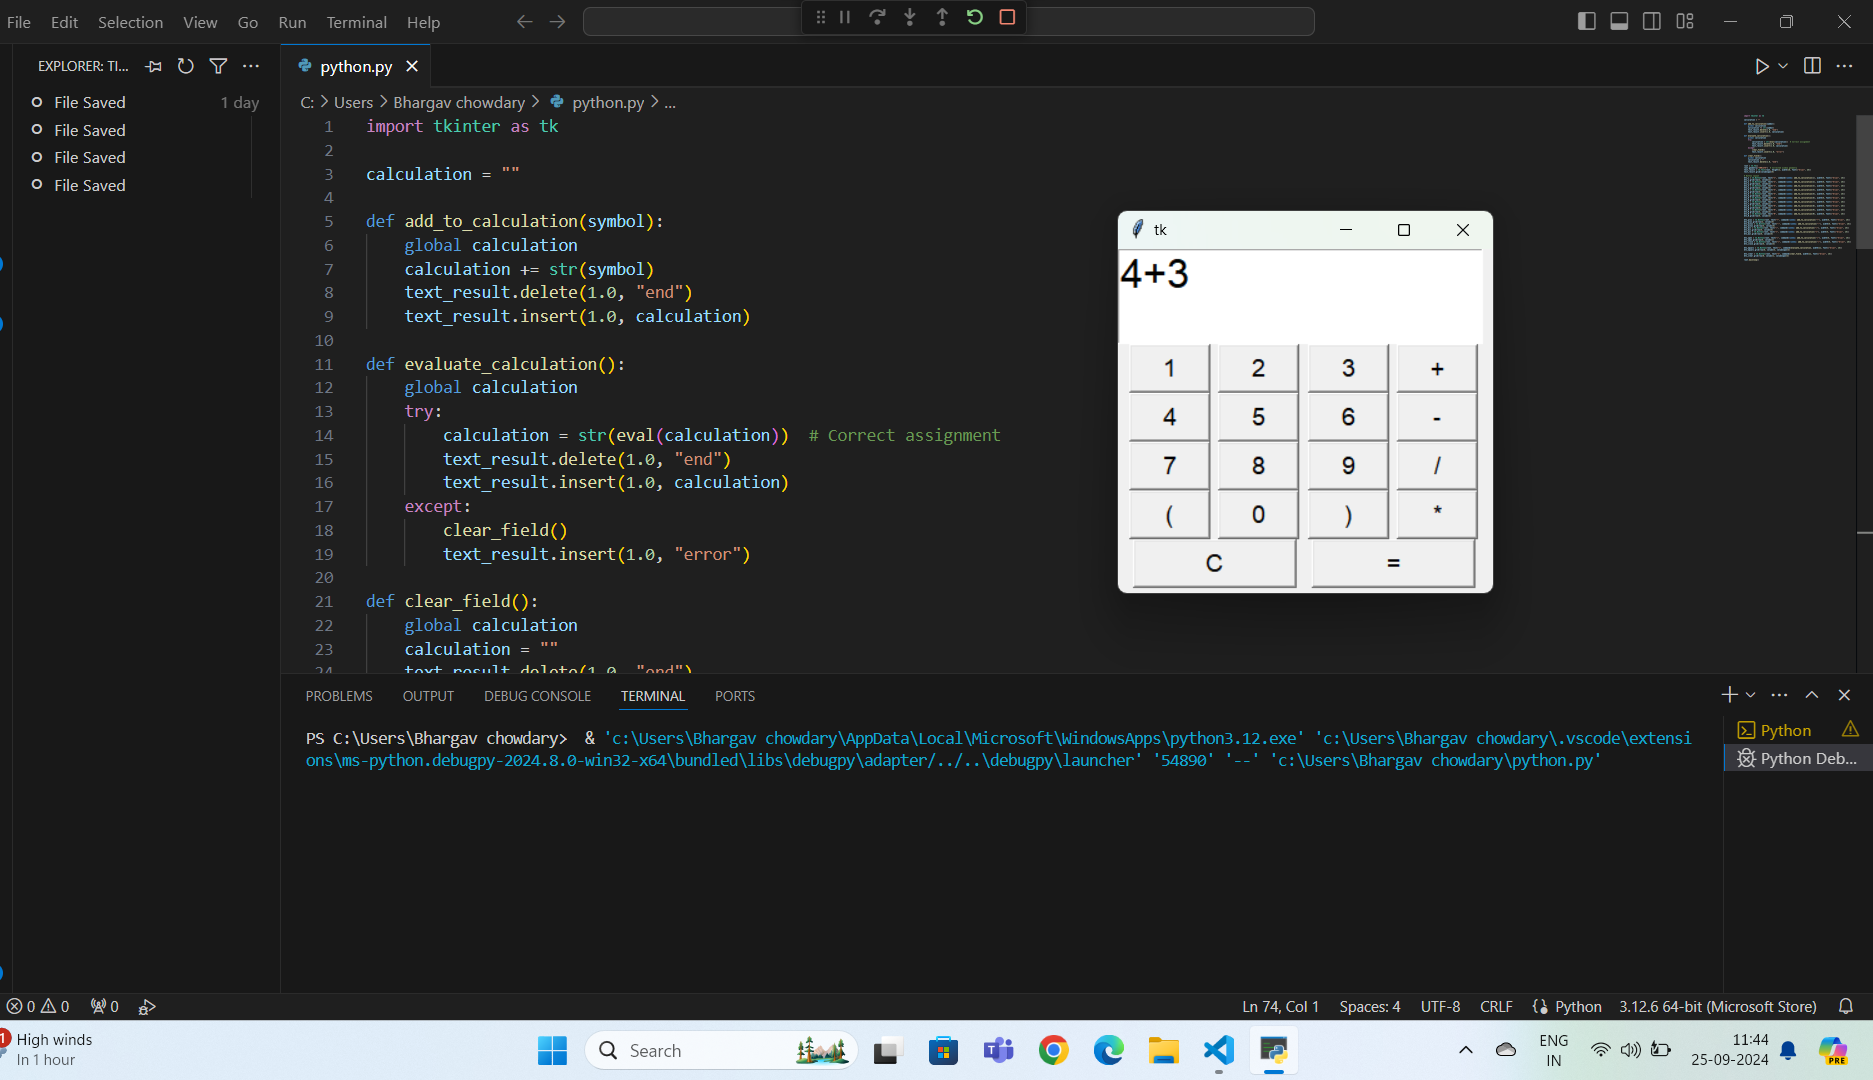 File Edit Selection View Go Run Terminal Help
EXPLORER: TI...
python.py
File Saved 1 day
File Saved
File Saved
File Saved
C: > Users > Bhargav chowdary > python.py > ...
1 import tkinter as tk
2
3 calculation = ""
4
5 def add_to_calculation(symbol):
6 global calculation
7 calculation += str(symbol)
8 text_result.delete(1.0, "end")
9 text_result.insert(1.0, calculation)
10
11 def evaluate_calculation():
12 global calculation
13 try:
14 calculation = str(eval(calculation)) # Correct assignment
15 text_result.delete(1.0, "end")
16 text_result.insert(1.0, calculation)
17 except:
18 clear_field()
19 text_result.insert(1.0, "error")
20
21 def clear_field():
22 global calculation
23 calculation = ""
24 text_result.delete(1.0, "end")
tk
4+3
1 2 3 +
4 5 6 -
7 8 9 /
( 0 ) *
C =
PROBLEMS OUTPUT DEBUG CONSOLE TERMINAL PORTS
PS C:\Users\Bhargav chowdary> & 'c:\Users\Bhargav chowdary\AppData\Local\Microsoft\WindowsApps\python3.12.exe' 'c:\Users\Bhargav chowdary\.vscode\extensi
ons\ms-python.debugpy-2024.8.0-win32-x64\bundled\libs\debugpy\adapter/../..\debugpy\launcher' '54890' '--' 'c:\Users\Bhargav chowdary\python.py'
Python
Python Deb...
0 0 0
Ln 74, Col 1 Spaces: 4 UTF-8 CRLF Python 3.12.6 64-bit (Microsoft Store)
1
High winds
In 1 hour
Search
ENG
IN
11:44
25-09-2024
PRE